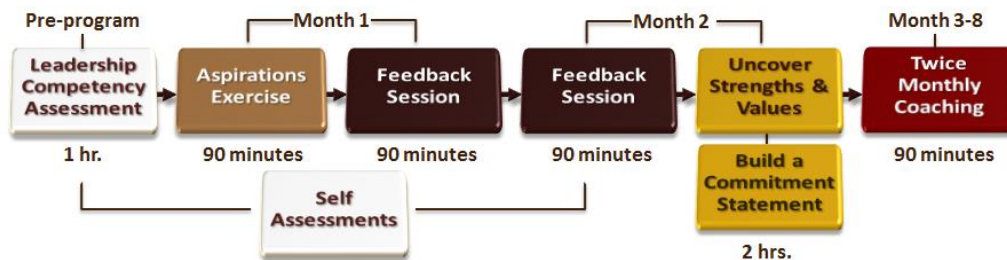 Pre-program
Month 1
Month 2
Month 3-8
Leadership
Competency
Assessment
Aspirations
Exercise
Feedback
Session
Feedback
Session
Uncover
Strengths &
Values
Twice
Monthly
Coaching
1 hr.
90 minutes
90 minutes
90 minutes
90 minutes
Self
Assessments
Build a
Commitment
Statement
2 hrs.